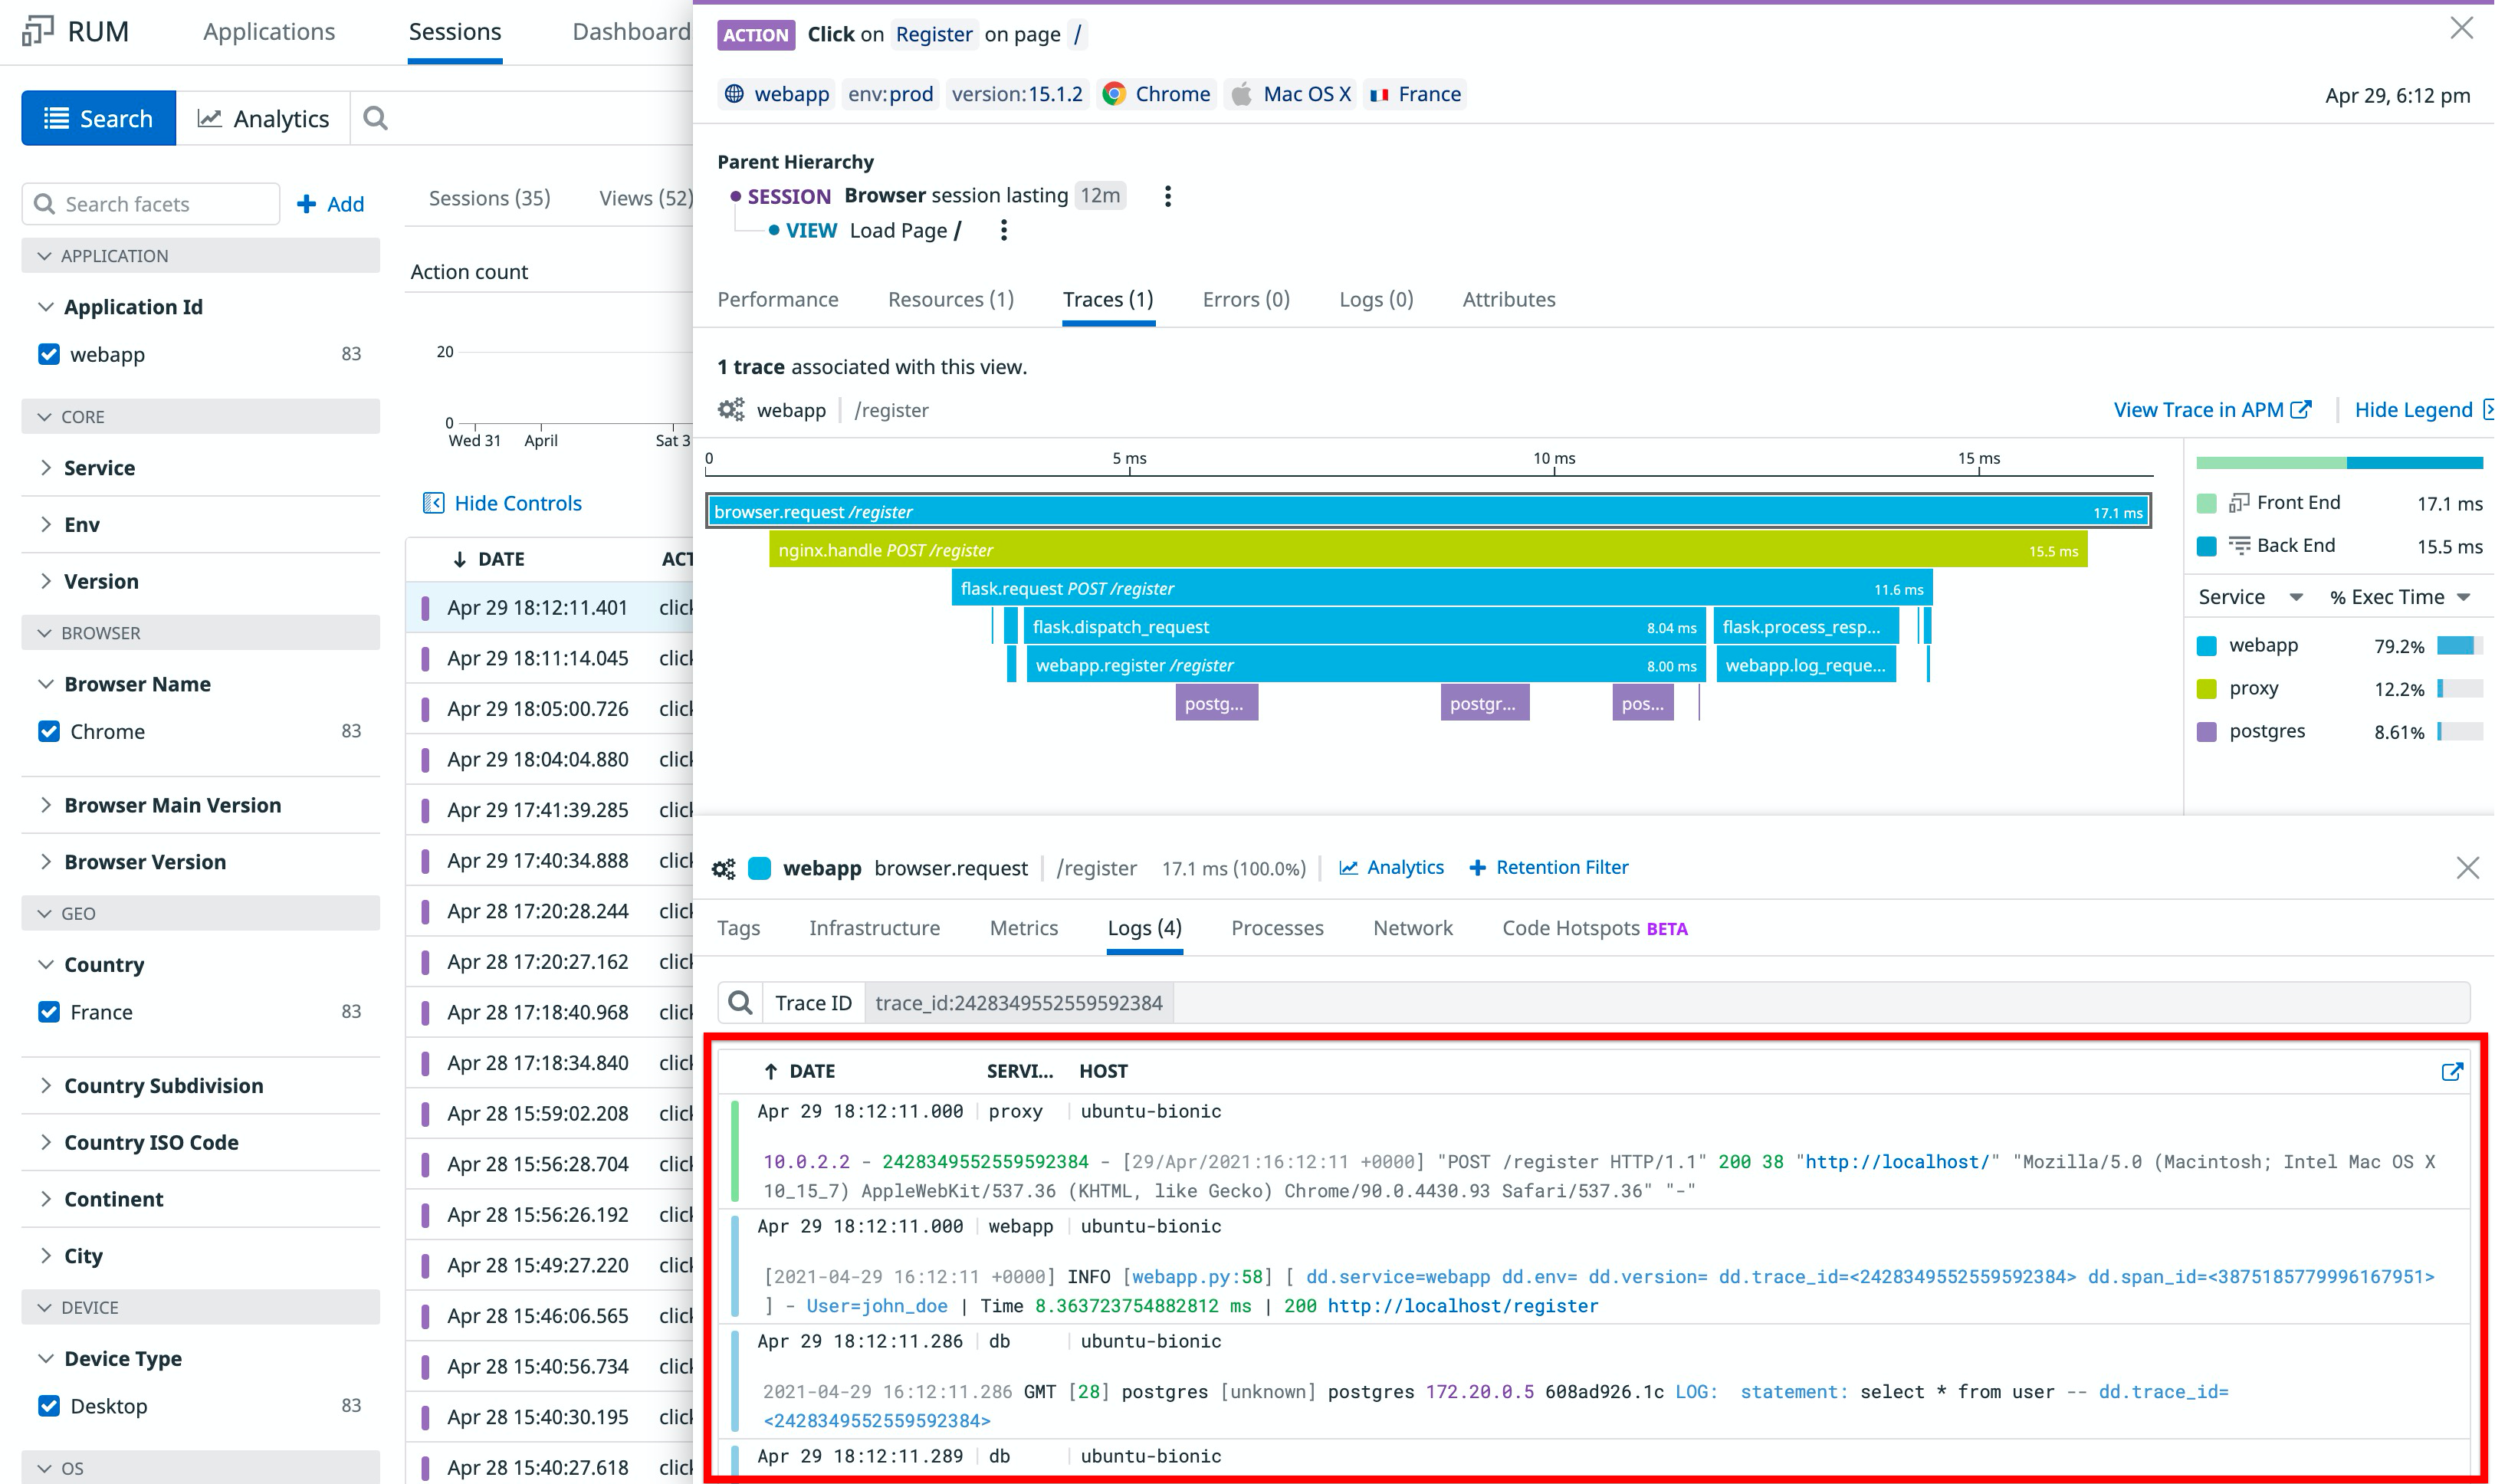 RUM
Applications
Sessions
Dashboard
Search
Analytics
Search facets
Add
APPLICATION
Application Id
webapp 83
CORE
Service
Env
Version
BROWSER
Browser Name
Chrome 83
Browser Main Version
Browser Version
GEO
Country
France 83
Country Subdivision
Country ISO Code
Continent
City
DEVICE
Device Type
Desktop 83
OS
Sessions (35)
Views (52)
Action count
20
0
Wed 31 April Sat 3
Hide Controls
DATE ACT
Apr 29 18:12:11.401 click
Apr 29 18:11:14.045 click
Apr 29 18:05:00.726 click
Apr 29 18:04:04.880 click
Apr 29 17:41:39.285 click
Apr 29 17:40:34.888 click
Apr 28 17:20:28.244 click
Apr 28 17:20:27.162 click
Apr 28 17:18:40.968 click
Apr 28 17:18:34.840 click
Apr 28 15:59:02.208 click
Apr 28 15:56:28.704 click
Apr 28 15:56:26.192 click
Apr 28 15:49:27.220 click
Apr 28 15:46:06.565 click
Apr 28 15:40:56.734 click
Apr 28 15:40:30.195 click
Apr 28 15:40:27.618 click
ACTION Click on Register on page /
webapp env:prod version:15.1.2 Chrome Mac OS X France
Apr 29, 6:12 pm
Parent Hierarchy
SESSION Browser session lasting 12m
VIEW Load Page /
Performance Resources (1) Traces (1) Errors (0) Logs (0) Attributes
1 trace associated with this view.
webapp /register
View Trace in APM Hide Legend
0 5 ms 10 ms 15 ms
browser.request /register 17.1 ms
nginx.handle POST /register 15.5 ms
flask.request POST /register 11.6 ms
flask.dispatch_request 8.04 ms flask.process_resp...
webapp.register /register 8.00 ms webapp.log_reque...
postg... postgr... pos...
Front End 17.1 ms
Back End 15.5 ms
Service % Exec Time
webapp 79.2%
proxy 12.2%
postgres 8.61%
webapp browser.request /register 17.1 ms (100.0%) Analytics Retention Filter
Tags Infrastructure Metrics Logs (4) Processes Network Code Hotspots BETA
Trace ID trace_id:2428349552559592384
DATE SERVI... HOST
Apr 29 18:12:11.000 proxy ubuntu-bionic
10.0.2.2 - 2428349552559592384 - [29/Apr/2021:16:12:11 +0000] "POST /register HTTP/1.1" 200 38 "http://localhost/" "Mozilla/5.0 (Macintosh; Intel Mac OS X
10_15_7) AppleWebKit/537.36 (KHTML, like Gecko) Chrome/90.0.4430.93 Safari/537.36" "-"
Apr 29 18:12:11.000 webapp ubuntu-bionic
[2021-04-29 16:12:11 +0000] INFO [webapp.py:58] [ dd.service=webapp dd.env= dd.version= dd.trace_id=<2428349552559592384> dd.span_id=<3875185779996167951>
] - User=john_doe | Time 8.363723754882812 ms | 200 http://localhost/register
Apr 29 18:12:11.286 db ubuntu-bionic
2021-04-29 16:12:11.286 GMT [28] postgres [unknown] postgres 172.20.0.5 608ad926.1c LOG: statement: select * from user -- dd.trace_id=
<2428349552559592384>
Apr 29 18:12:11.289 db ubuntu-bionic